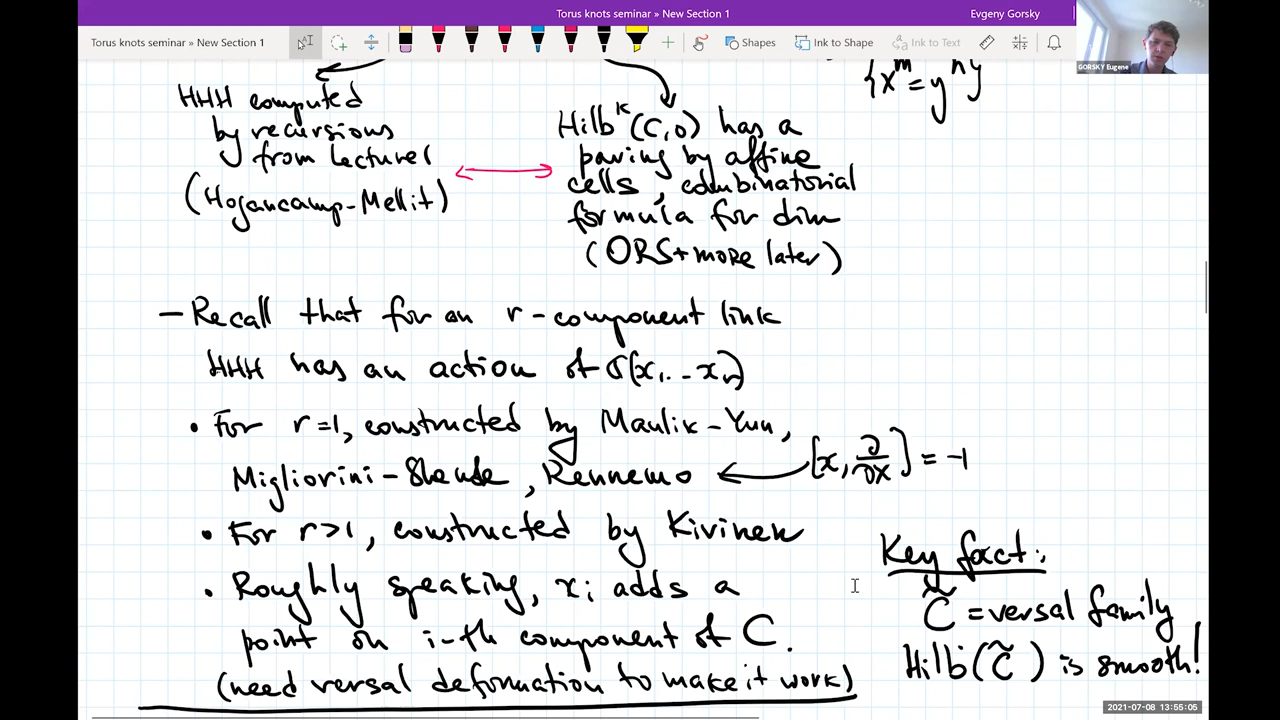 Torus knots seminar » New Section 1
Evgeny Gorsky
Torus knots seminar » New Section 1
Shapes
Ink to Shape
Ink to Text
GORSKY Eugene
{x^m = y^n}
HHH computed
by recursions
from Lecture 1
(Hogancamp-Mellit)
Hilb^k(C,0) has a
paving by affine
cells, combinatorial
formula for dim
(ORS + more later)
- Recall that for an r-component link
HHH has an action of ℂ[x_1...x_r]
• For r=1, constructed by Maulik-Yun,
Migliorini-Shende, Rennemo
[x, ∂/∂x] = -1
• For r>1, constructed by Kivinen
• Roughly speaking, x_i adds a
point on i-th component of C.
(need versal deformation to make it work)
Key fact:
C̃ = versal family
Hilb(C̃) is smooth!
2021-07-08 13:55:05